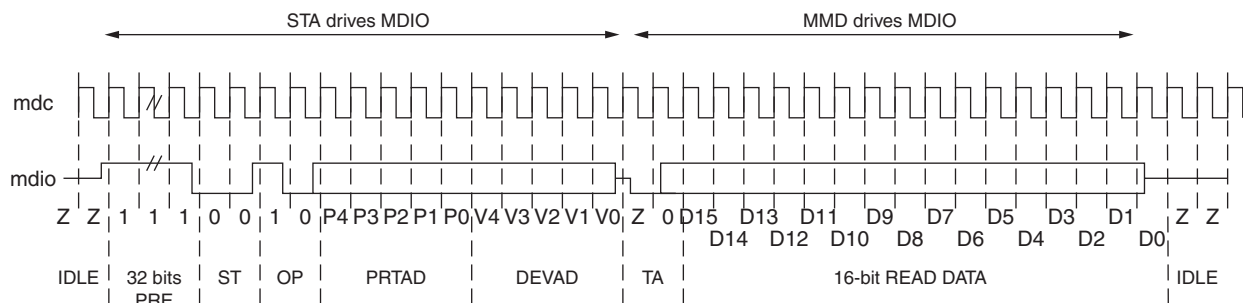 STA drives MDIO MMD drives MDIO
mdc
mdio
Z Z 1 1 1 0 0 1 0 P4 P3 P2 P1 P0 V4 V3 V2 V1 V0 Z 0 D15 D13 D11 D9 D7 D5 D3 D1 Z Z
D14 D12 D10 D8 D6 D4 D2 D0
IDLE 32 bits ST OP PRTAD DEVAD TA 16-bit READ DATA IDLE
PRE